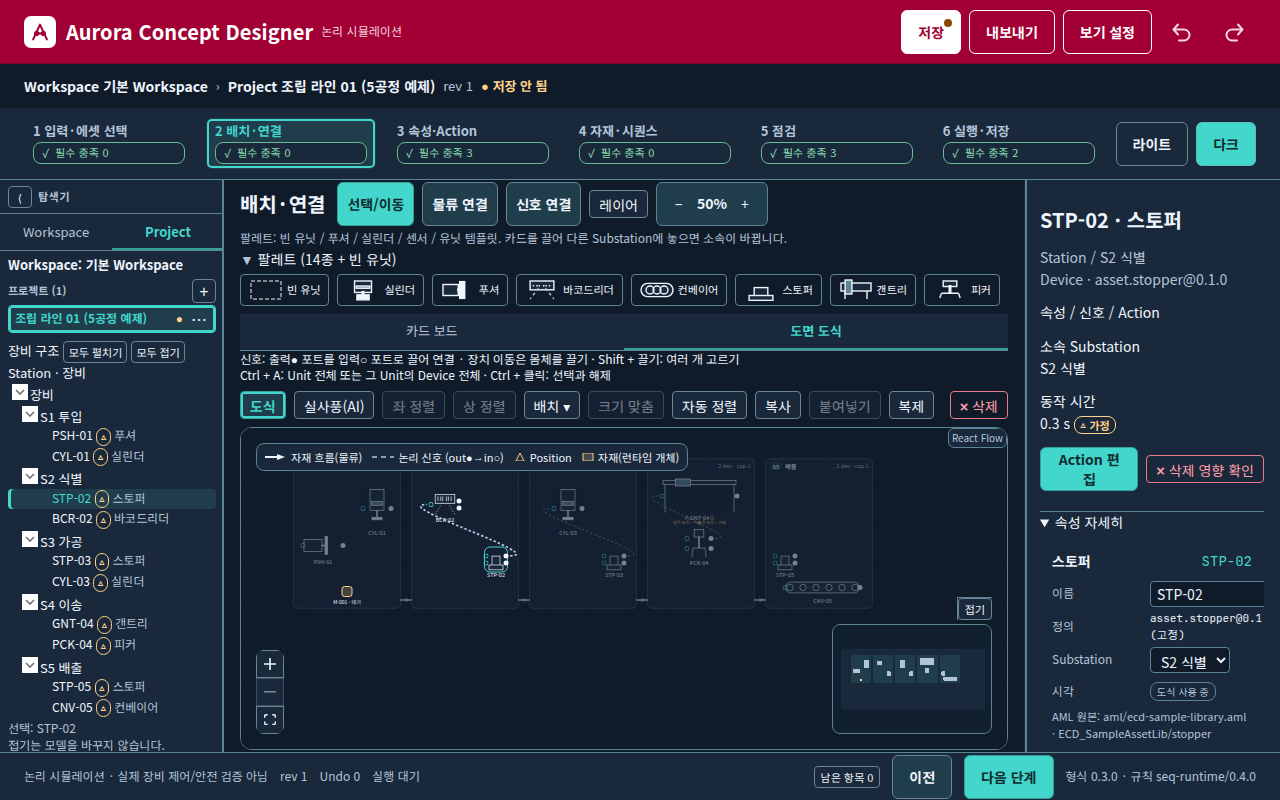 Aurora Concept Designer 논리 시뮬레이션
저장 내보내기 보기 설정
Workspace 기본 Workspace › Project 조립 라인 01 (5공정 예제) rev 1 ● 저장 안 됨
1 입력·에셋 선택
✓ 필수 충족 0
2 배치·연결
✓ 필수 충족 0
3 속성·Action
✓ 필수 충족 3
4 자재·시퀀스
✓ 필수 충족 0
5 점검
✓ 필수 충족 3
6 실행·저장
✓ 필수 충족 2
라이트 다크
⟨ 탐색기
Workspace Project
Workspace: 기본 Workspace
프로젝트 (1) +
조립 라인 01 (5공정 예제) ● ···
장비 구조 모두 펼치기 모두 접기
Station · 장비
장비
S1 투입
PSH-01 △ 푸셔
CYL-01 △ 실린더
S2 식별
STP-02 △ 스토퍼
BCR-02 △ 바코드리더
S3 가공
STP-03 △ 스토퍼
CYL-03 △ 실린더
S4 이송
GNT-04 △ 갠트리
PCK-04 △ 피커
S5 배출
STP-05 △ 스토퍼
CNV-05 △ 컨베이어
선택: STP-02
접기는 모델을 바꾸지 않습니다.
배치·연결 선택/이동 물류 연결 신호 연결 레이어 − 50% +
팔레트: 빈 유닛 / 푸셔 / 실린더 / 센서 / 유닛 템플릿. 카드를 끌어 다른 Substation에 놓으면 소속이 바뀝니다.
▼ 팔레트 (14종 + 빈 유닛)
빈 유닛 실린더 푸셔 바코드리더 컨베이어 스토퍼 갠트리 피커
카드 보드 도면 도식
신호: 출력● 포트를 입력○ 포트로 끌어 연결 · 장치 이동은 몸체를 끌기 · Shift + 끌기: 여러 개 고르기
Ctrl + A: Unit 전체 또는 그 Unit의 Device 전체 · Ctrl + 클릭: 선택과 해제
도식 실사풍(AI) 좌 정렬 상 정렬 배치 ▾ 크기 맞춤 자동 정렬 복사 붙여넣기 복제 × 삭제
React Flow
자재 흐름(물류) 논리 신호 (out●→in○) Position 자재(런타임 개체)
2 dev · cap 1 S5 배출 2 dev · cap 1
CYL-01
PSH-01
M-001 · 대기
BCR-02
STP-02
CYL-03
STP-03
GNT-04
PCK-04
STP-05
CNV-05
접기
STP-02 · 스토퍼
Station / S2 식별
Device · asset.stopper@0.1.0
속성 / 신호 / Action
소속 Substation
S2 식별
동작 시간
0.3 s △ 가정
Action 편집
× 삭제 영향 확인
▼ 속성 자세히
스토퍼 STP-02
이름 STP-02
정의 asset.stopper@0.1
(고정)
Substation S2 식별
시각 도식 사용 중
AML 원본: aml/ecd-sample-library.aml
· ECD_SampleAssetLib/stopper
논리 시뮬레이션 · 실제 장비 제어/안전 검증 아님 rev 1 Undo 0 실행 대기
남은 항목 0 이전 다음 단계 형식 0.3.0 · 규칙 seq-runtime/0.4.0